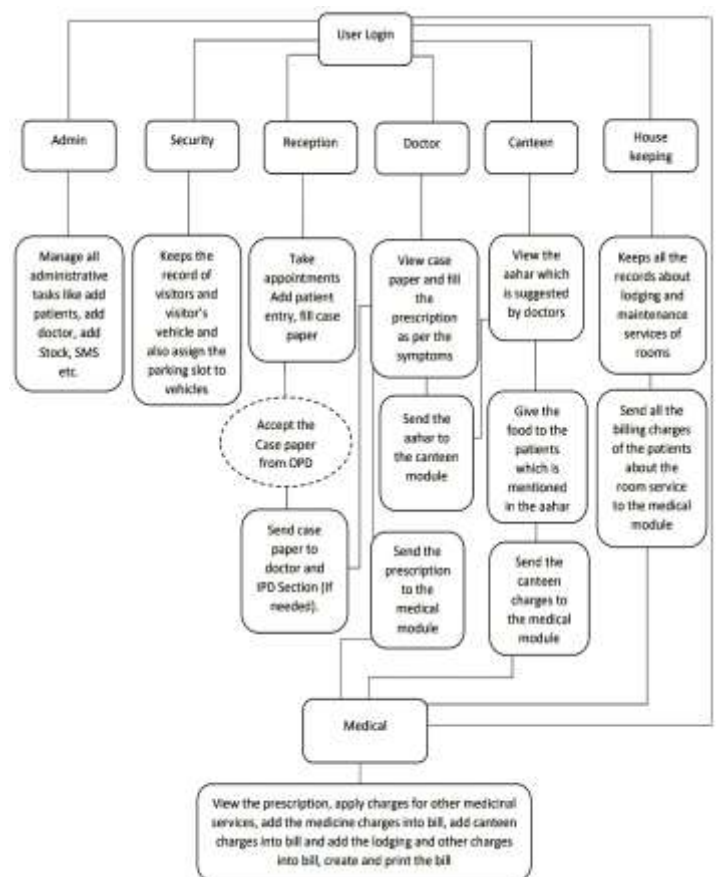 User Login
Admin
Security
Reception
Doctor
Canteen
House
keeping
Manage all
administrative
tasks like add
patients, add
doctor, add
Stock, SMS
etc.
Keeps the
record of
visitors and
visitor's
vehicle and
also assign the
parking slot to
vehicles
Take
appointments
Add patient
entry, fill case
paper
View case
paper and fill
the
prescription
as per the
symptoms
View the
aahar which
is suggested
by doctors
Keeps all the
records about
lodging and
maintenance
services of
rooms
Accept the
Case paper
from OPD
Send the
aahar to
the canteen
module
Give the
food to the
patients
which is
mentioned
in the aahar
Send all the
billing charges
of the patients
about the
room service
to the medical
module
Send case
paper to
doctor and
IPD Section (If
needed).
Send the
prescription
to the
medical
module
Send the
canteen
charges to
the medical
module
Medical
View the prescription, apply charges for other medicinal
services, add the medicine charges into bill, add canteen
charges into bill and add the lodging and other charges
into bill, create and print the bill